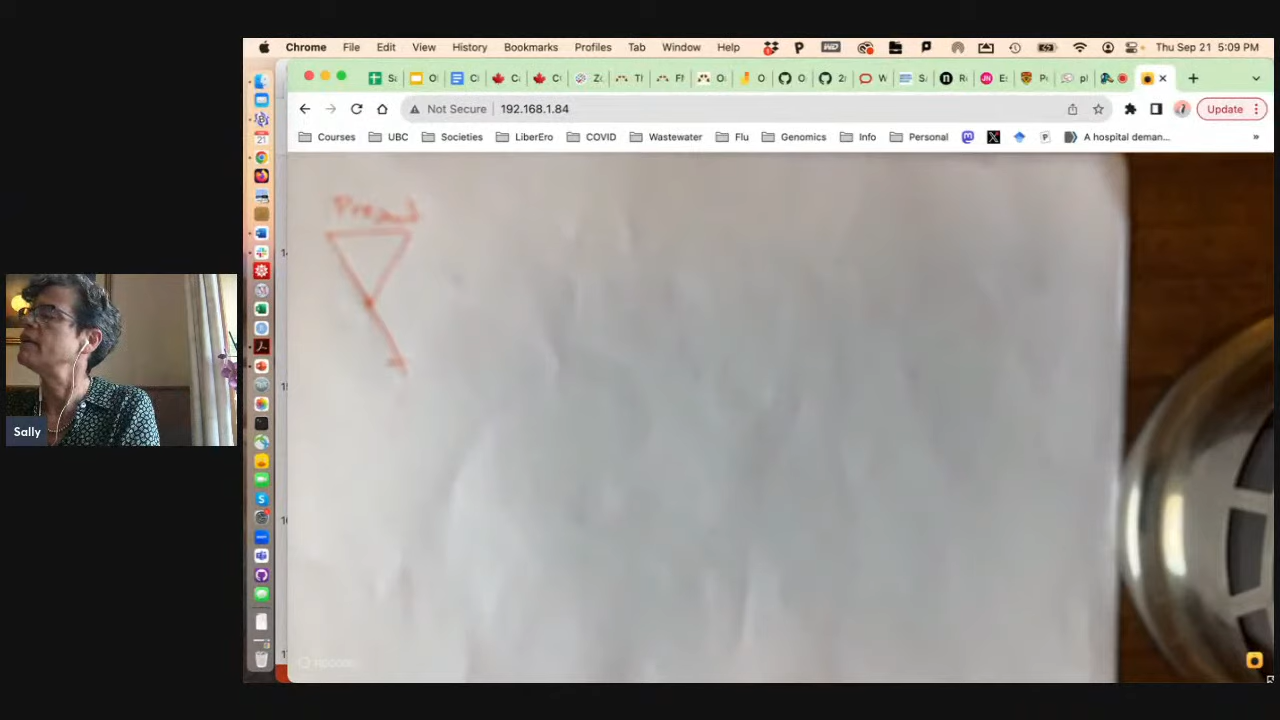 Chrome File Edit View History Bookmarks Profiles Tab Window Help Thu Sep 21 5:09 PM
Not Secure 192.168.1.84 Update
Courses UBC Societies LiberEro COVID Wastewater Flu Genomics Info Personal A hospital deman...
Present
Sally